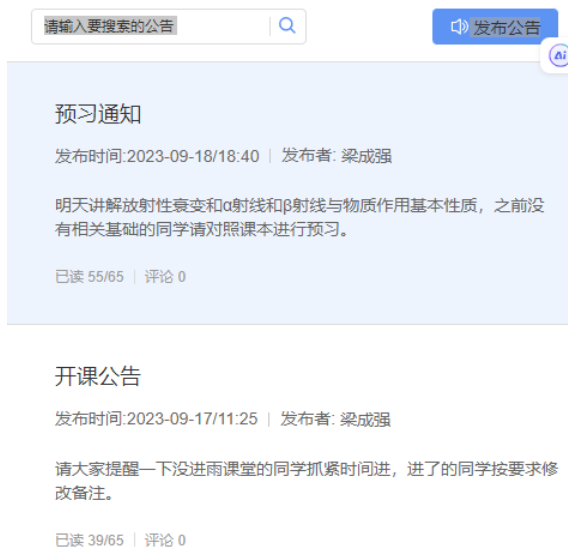 请输入要搜索的公告
发布公告
Ai
预习通知
发布时间:2023-09-18/18:40 发布者: 梁成强
明天讲解放射性衰变和α射线和β射线与物质作用基本性质，之前没
有相关基础的同学请对照课本进行预习。
已读 55/65 评论 0
开课公告
发布时间:2023-09-17/11:25 发布者: 梁成强
请大家提醒一下没进雨课堂的同学抓紧时间进，进了的同学按要求修
改备注。
已读 39/65 评论 0